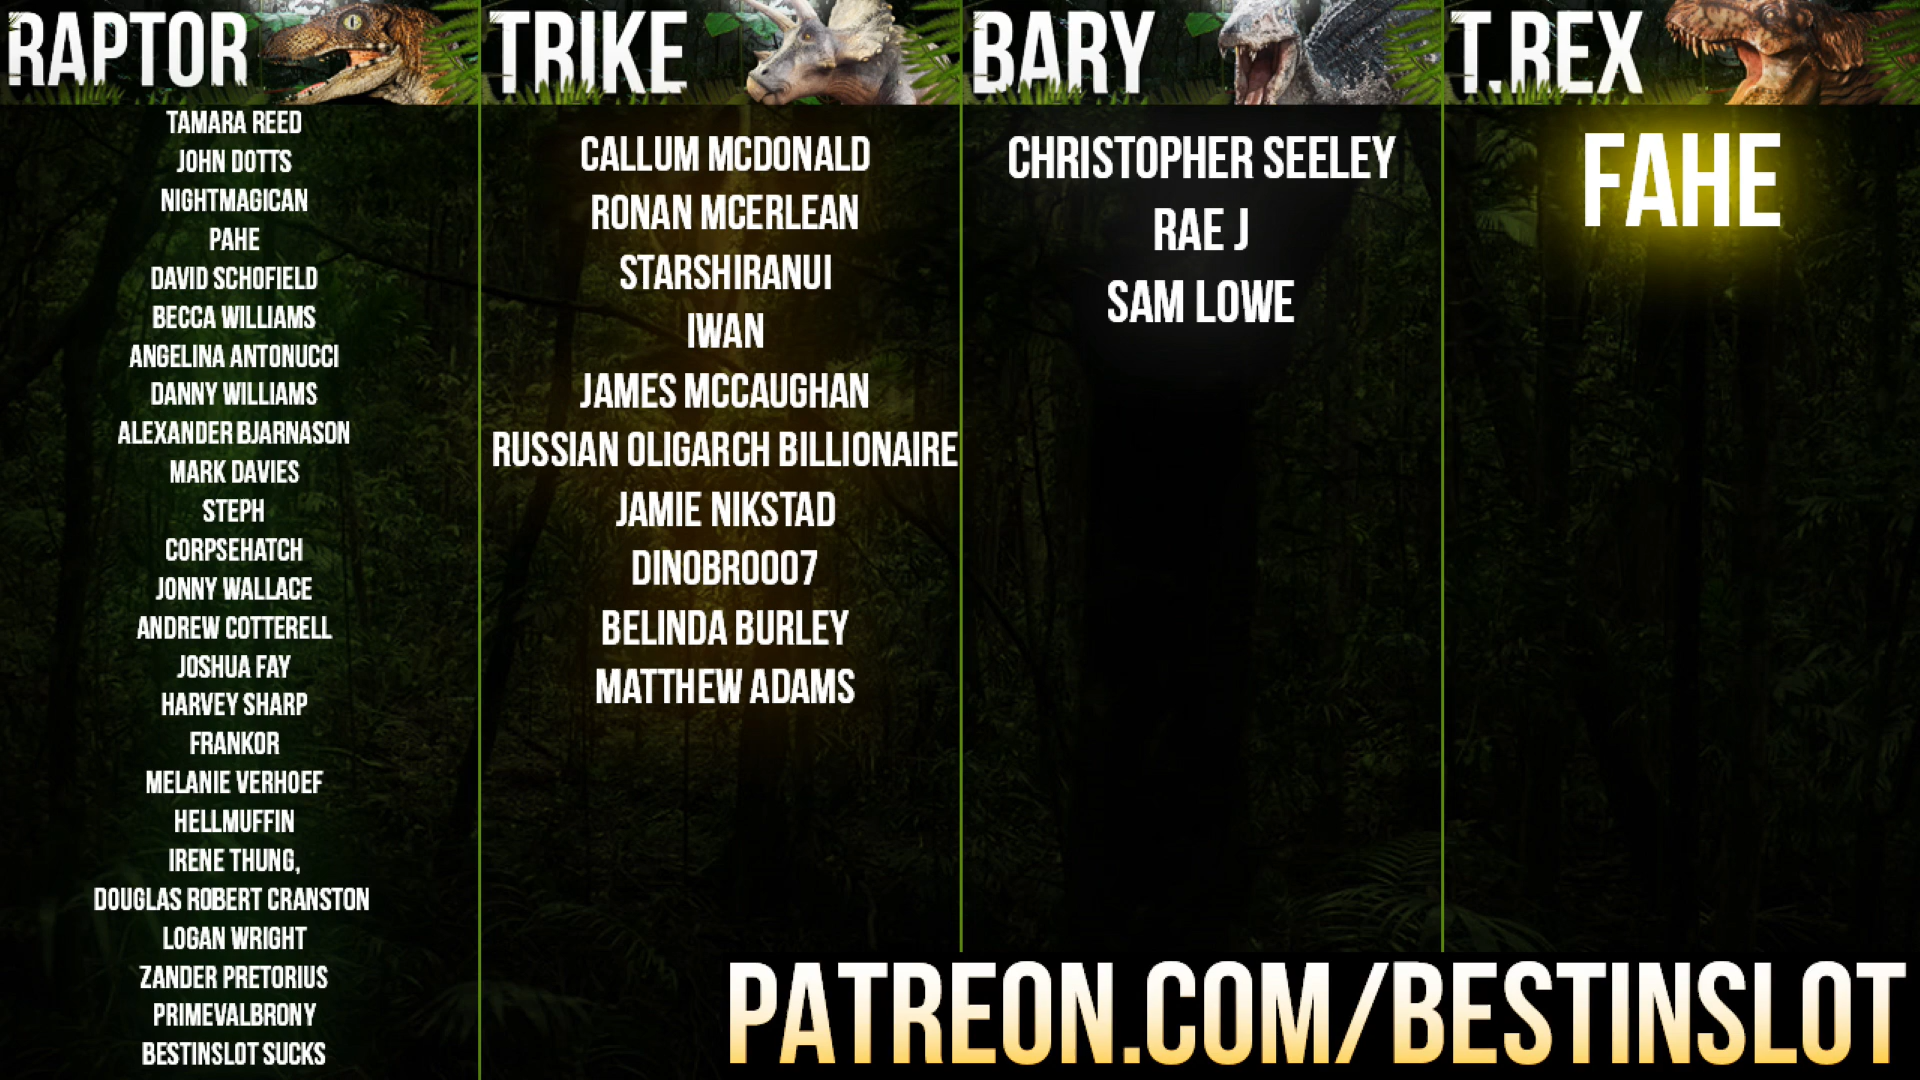 RAPTOR
TAMARA REED
JOHN DOTTS
NIGHTMAGICAN
PAHE
DAVID SCHOFIELD
BECCA WILLIAMS
ANGELINA ANTONUCCI
DANNY WILLIAMS
ALEXANDER BJARNASON
MARK DAVIES
STEPH
CORPSEHATCH
JONNY WALLACE
ANDREW COTTERELL
JOSHUA FAY
HARVEY SHARP
FRANKOR
MELANIE VERHOEF
HELLMUFFIN
IRENE THUNG,
DOUGLAS ROBERT CRANSTON
LOGAN WRIGHT
ZANDER PRETORIUS
PRIMEVALBRONY
BESTINSLOT SUCKS
TRIKE
CALLUM MCDONALD
RONAN MCERLEAN
STARSHIRANUI
IWAN
JAMES MCCAUGHAN
RUSSIAN OLIGARCH BILLIONAIRE
JAMIE NIKSTAD
DINOBRO007
BELINDA BURLEY
MATTHEW ADAMS
BARY
CHRISTOPHER SEELEY
RAE J
SAM LOWE
T.REX
FAHE
PATREON.COM/BESTINSLOT